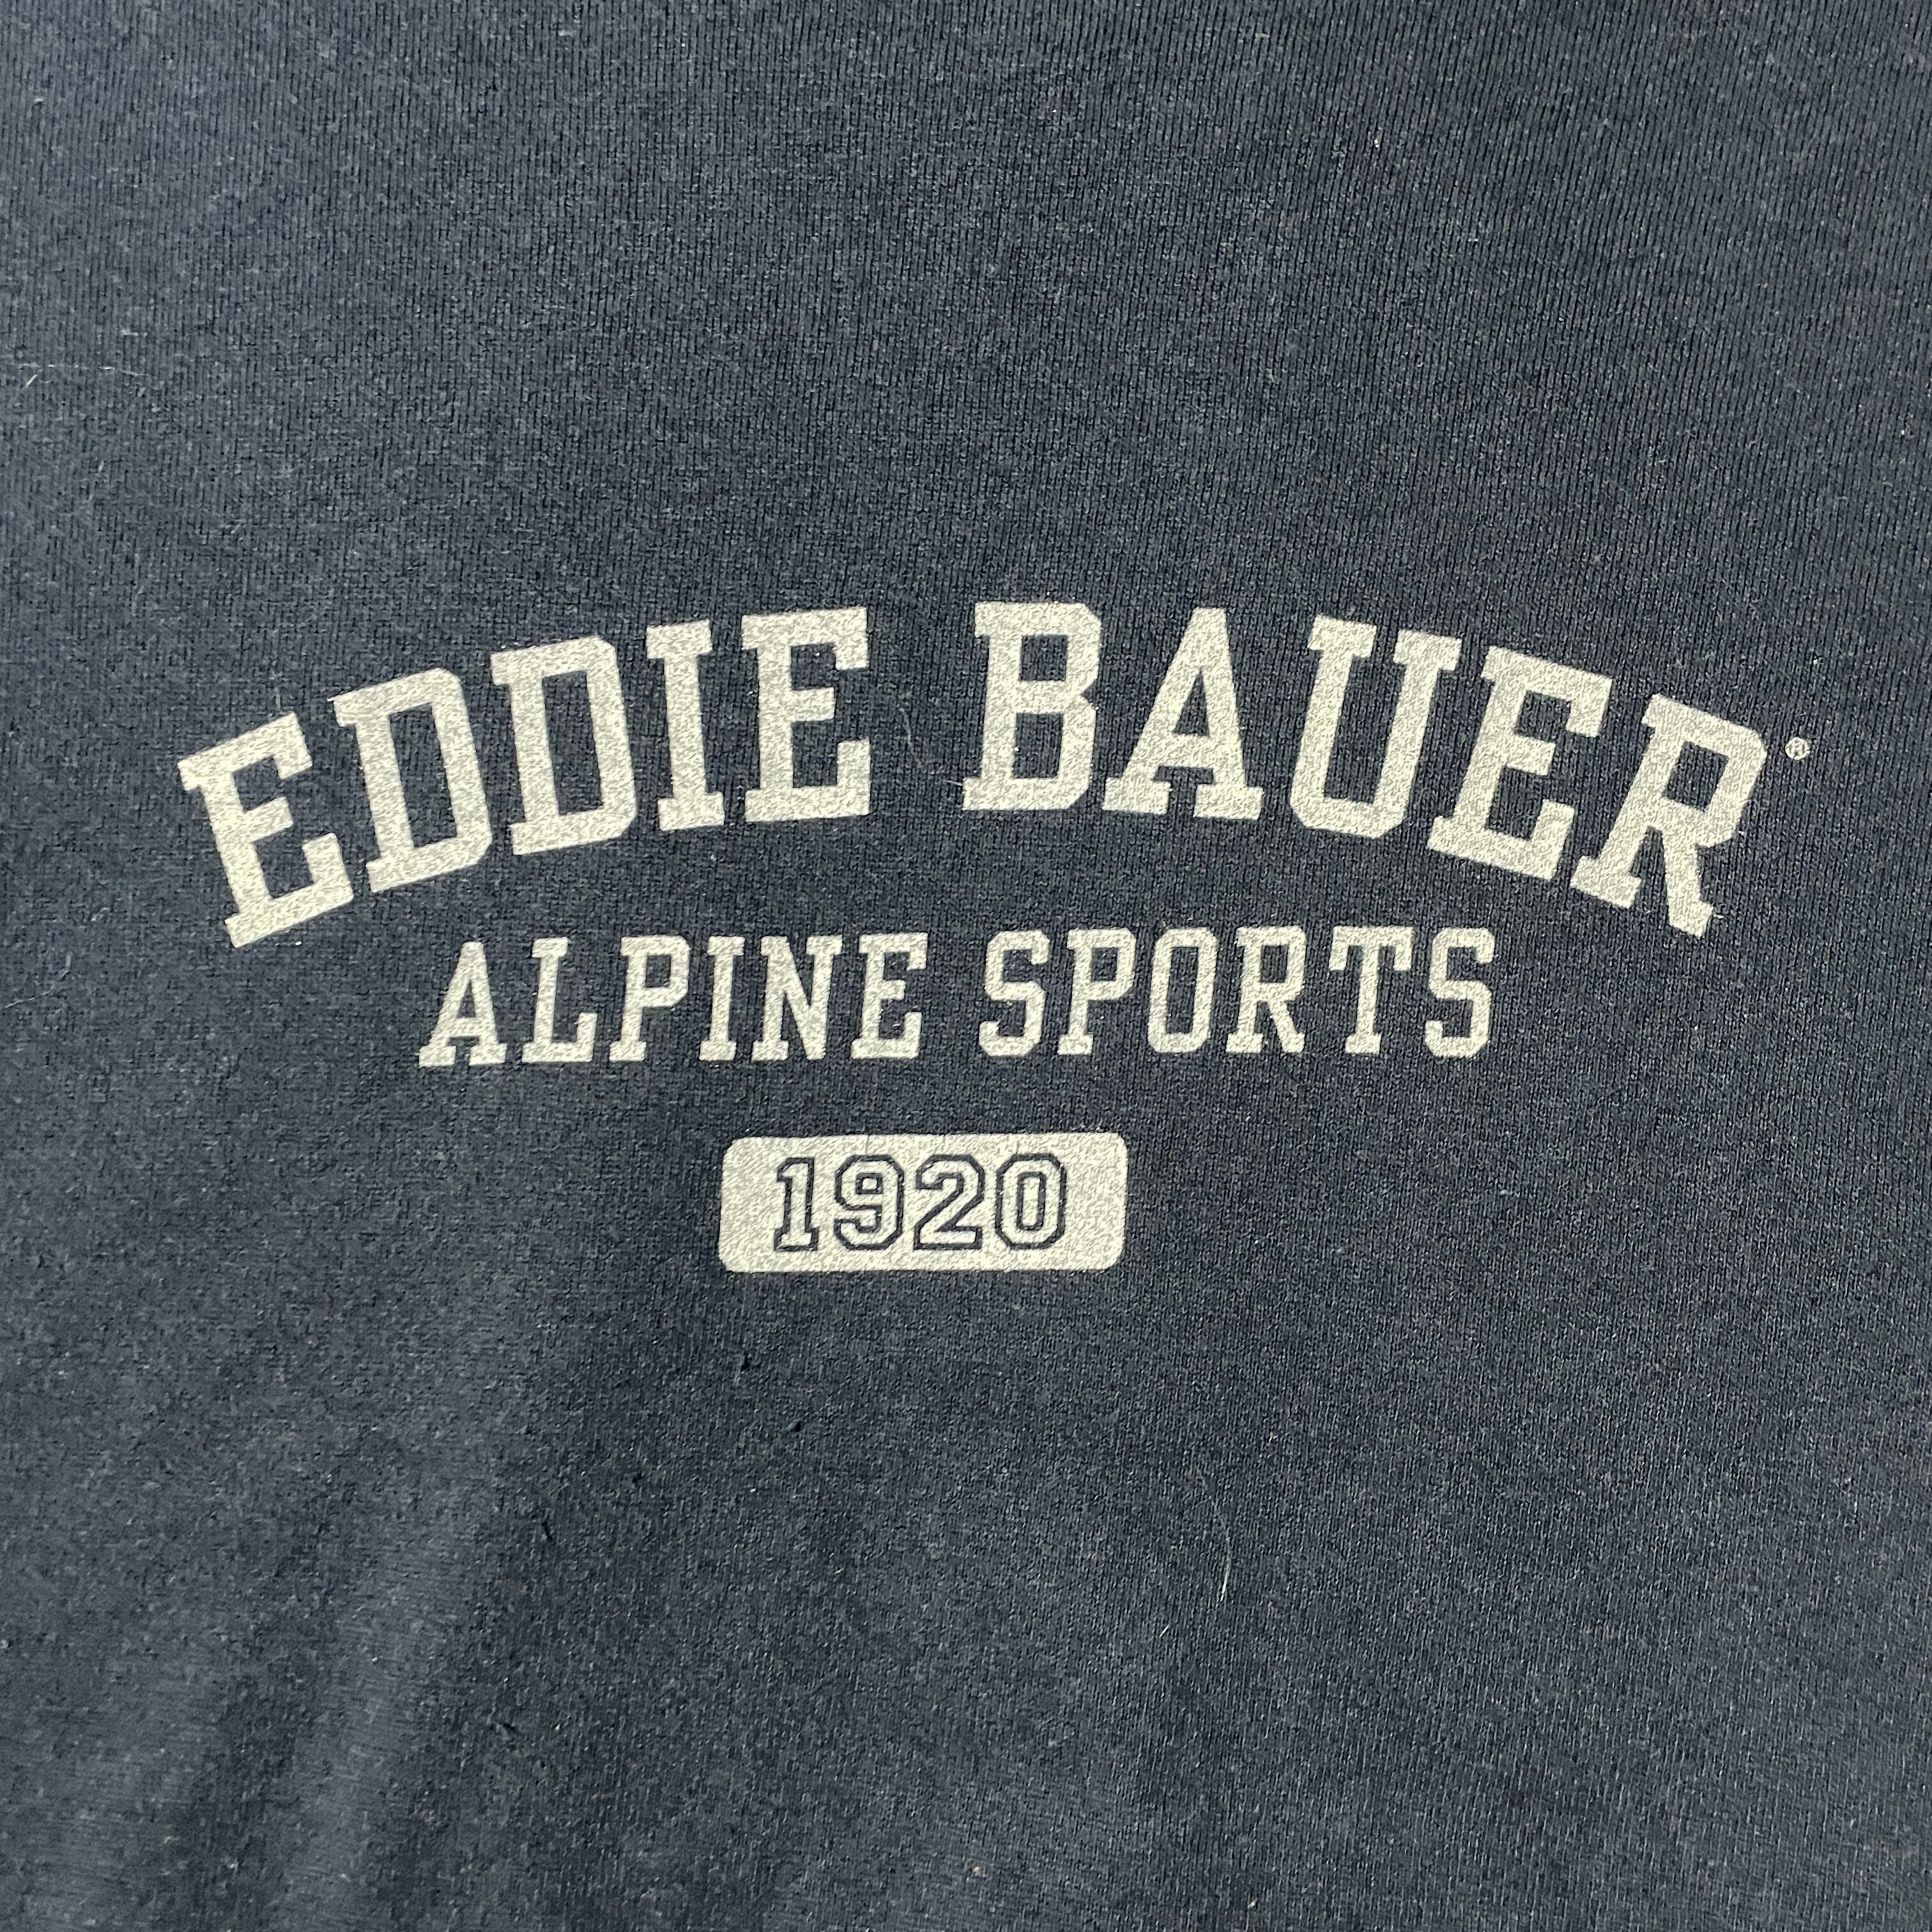 EDDIE BAUER®
ALPINE SPORTS
1920